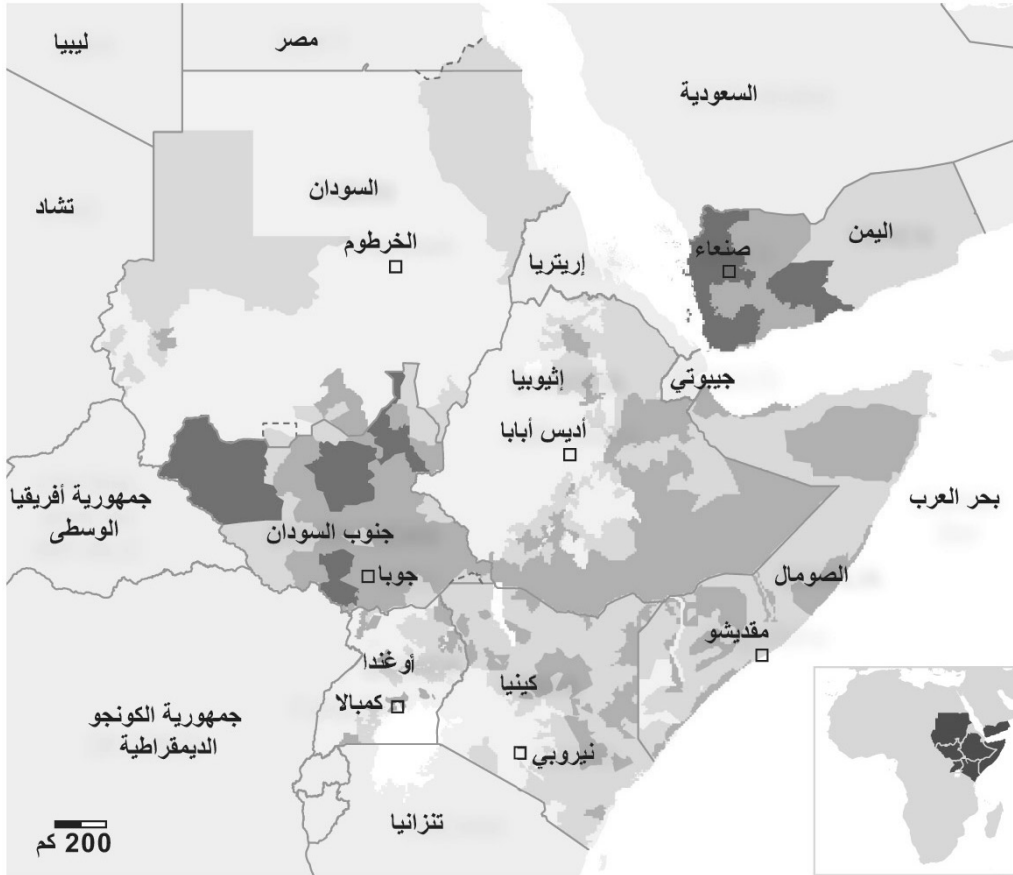 ليبيا
مصر
السعودية
تشاد
السودان
الخرطوم
إريتريا
صنعاء
اليمن
جيبوتي
إثيوبيا
أديس أبابا
جمهورية أفريقيا
الوسطى
بحر العرب
جنوب السودان
جوبا
الصومال
مقديشو
أوغندا
كمبالا
كينيا
نيروبي
جمهورية الكونجو
الديمقراطية
تنزانيا
200 كم